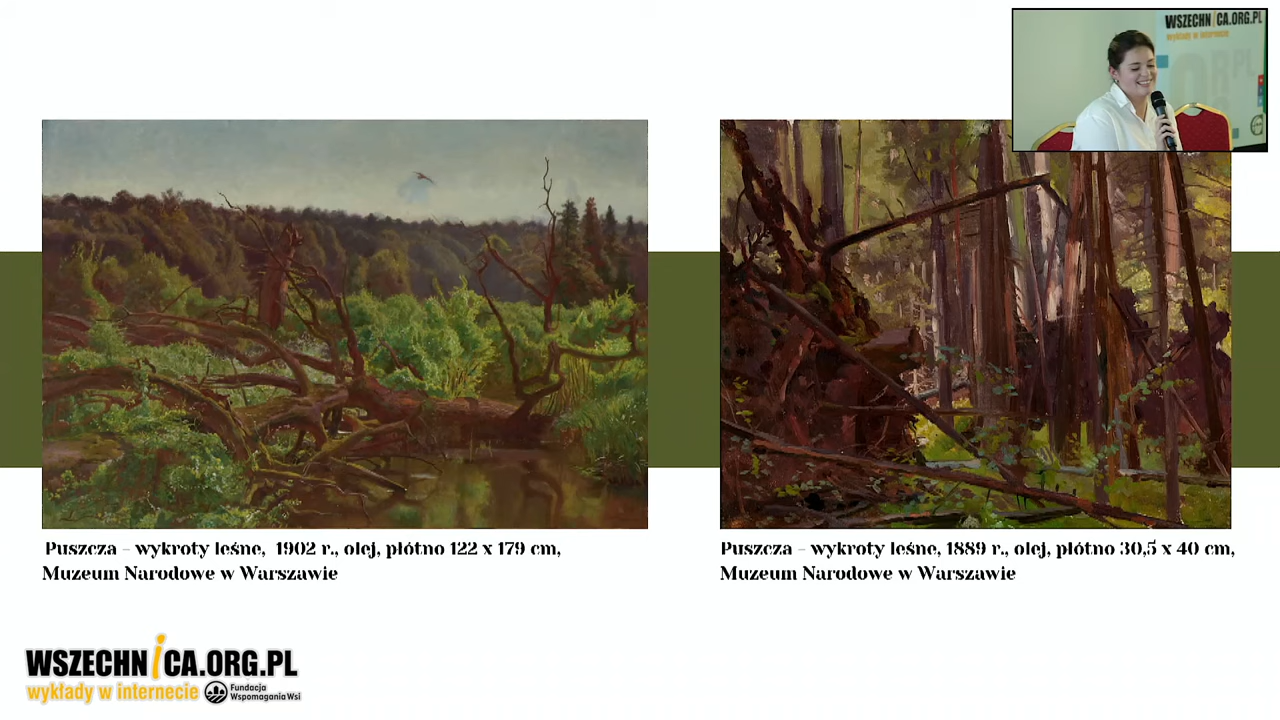 WSZECHNiCA.ORG.PL
wykłady w internecie
Puszcza - wykroty leśne, 1902 r., olej, płótno 122 x 179 cm,
Muzeum Narodowe w Warszawie
Puszcza - wykroty leśne, 1889 r., olej, płótno 30,5 x 40 cm,
Muzeum Narodowe w Warszawie
WSZECHNiCA.ORG.PL
wykłady w internecie
Fundacja
Wspomagania Wsi